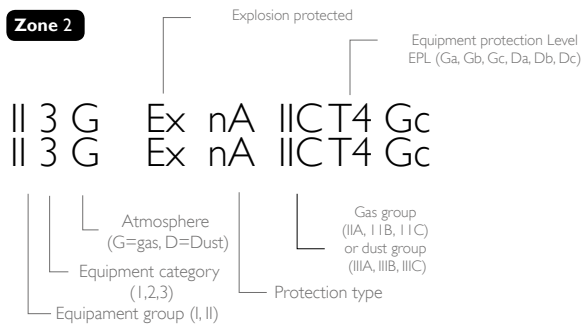 Zone 2
Explosion protected
Equipment protection Level
EPL (Ga, Gb, Gc, Da, Db, Dc)
II 3 G Ex nA IICT4 Gc
II 3 G Ex nA IICT4 Gc
Atmosphere
(G=gas, D=Dust)
Equipment category
(1,2,3)
Equipament group (I, II)
Gas group
(IIA, 11B, 11C)
or dust group
(IIIA, IIIB, IIIC)
Protection type